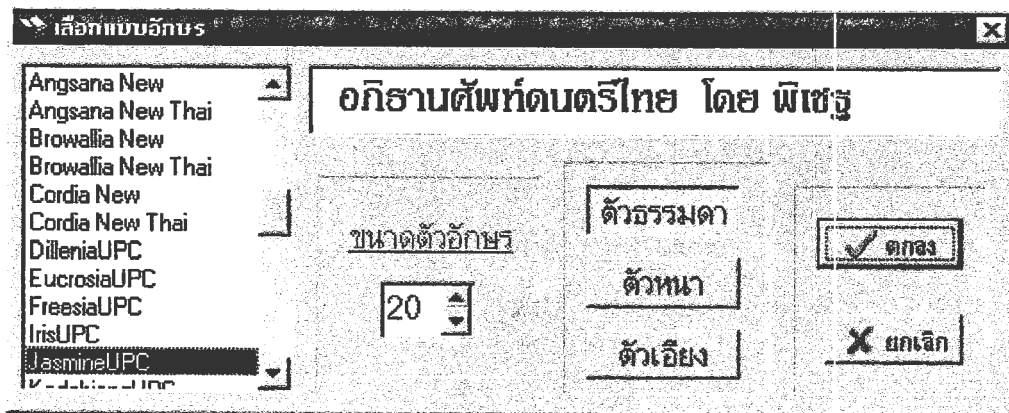 เลือกแบบอักษร
Angsana New
Angsana New Thai
Browallia New
Browallia New Thai
Cordia New
Cordia New Thai
DilleniaUPC
EucrosiaUPC
FreesiaUPC
IrisUPC
JasmineUPC
อภิธานศัพท์ดนตรีไทย โดย พิเชฐ
ขนาดตัวอักษร
20
ตัวธรรมดา
ตัวหนา
ตัวเอียง
ตกลง
ยกเลิก